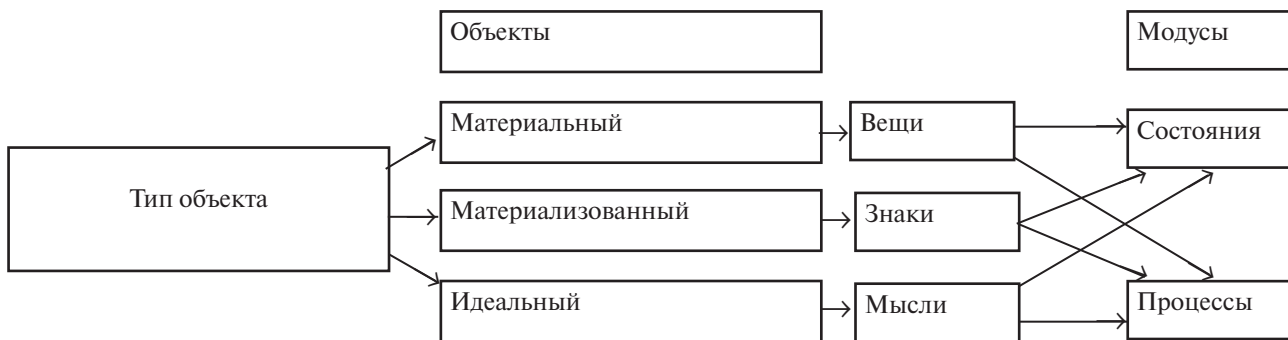 Объекты
Модусы
Материальный
Вещи
Состояния
Тип объекта
Материализованный
Знаки
Идеальный
Мысли
Процессы